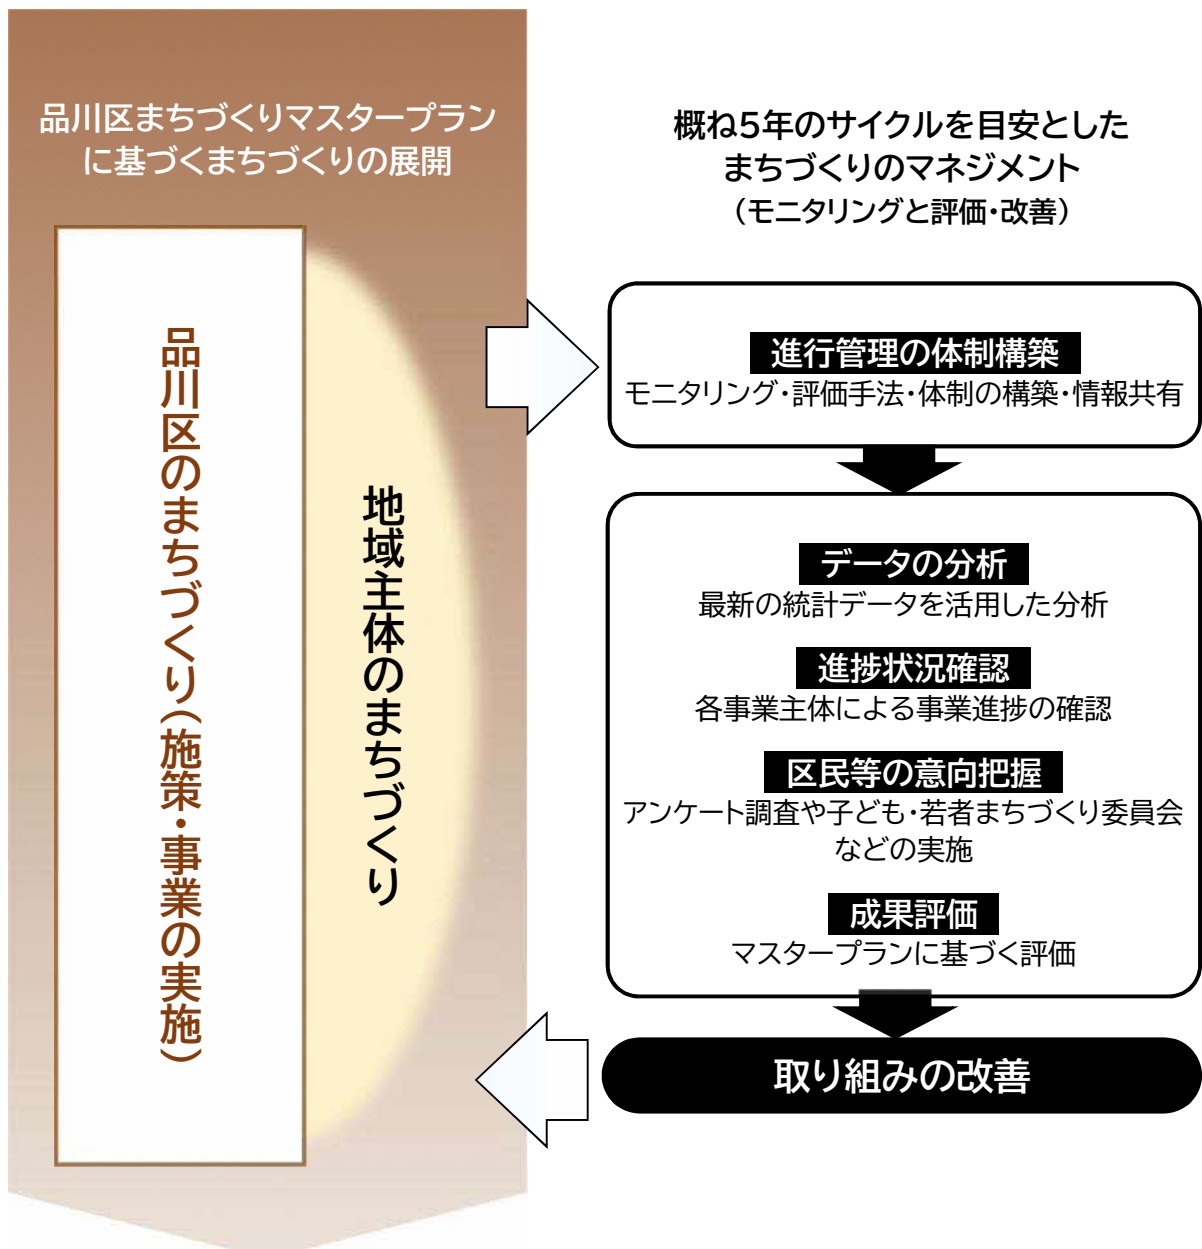 品川区まちづくりマスタープラン
に基づくまちづくりの展開
品川区のまちづくり(施策・事業の実施)
地域主体のまちづくり
概ね5年のサイクルを目安とした
まちづくりのマネジメント
(モニタリングと評価・改善)
進行管理の体制構築
モニタリング・評価手法・体制の構築・情報共有
データの分析
最新の統計データを活用した分析
進捗状況確認
各事業主体による事業進捗の確認
区民等の意向把握
アンケート調査や子ども・若者まちづくり委員会
などの実施
成果評価
マスタープランに基づく評価
取り組みの改善